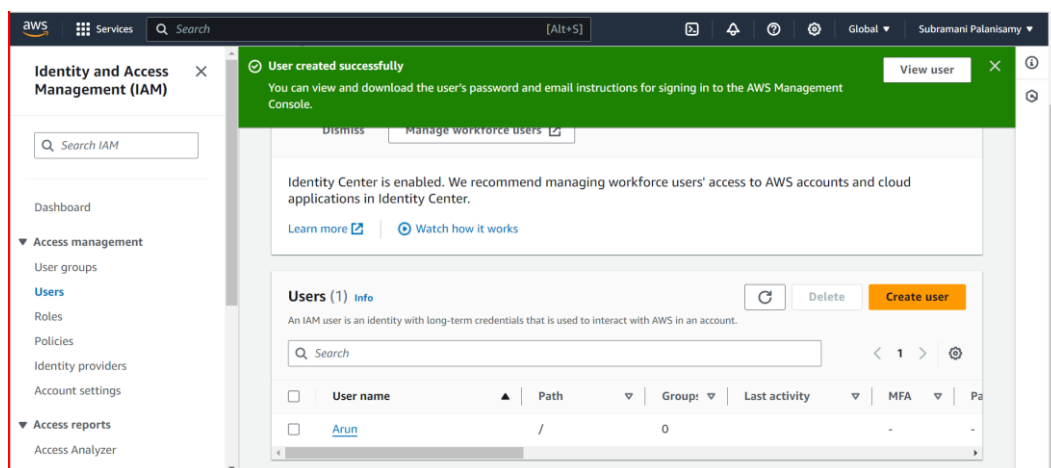 aws Services Search [Alt+S] Global Subramani Palanisamy
Identity and Access
Management (IAM)
Search IAM
Dashboard
Access management
User groups
Users
Roles
Policies
Identity providers
Account settings
Access reports
Access Analyzer
User created successfully
You can view and download the user's password and email instructions for signing in to the AWS Management
Console.
View user
Dismiss Manage workforce users
Identity Center is enabled. We recommend managing workforce users' access to AWS accounts and cloud
applications in Identity Center.
Learn more Watch how it works
Users (1) Info Delete Create user
An IAM user is an identity with long-term credentials that is used to interact with AWS in an account.
Search 1
User name Path Group: Last activity MFA Pa
Arun / 0 - -